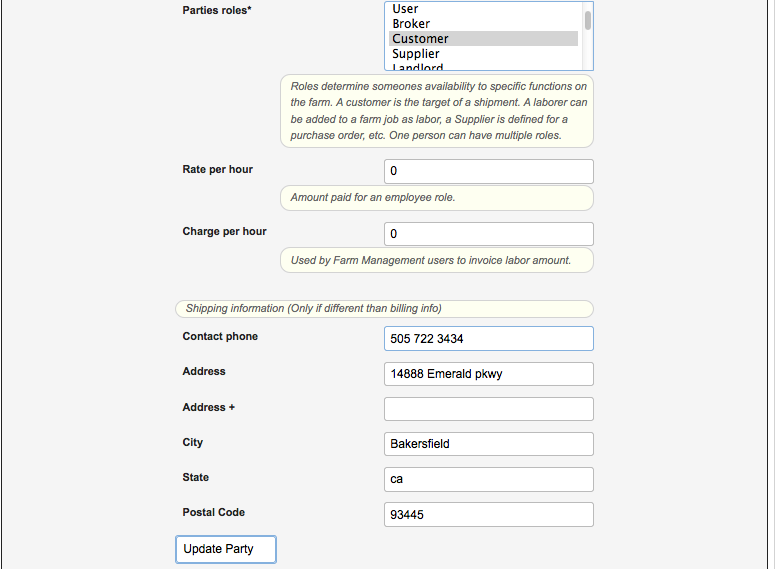 Parties roles*
User
Broker
Customer
Supplier
Landlord
Roles determine someones availability to specific functions on
the farm. A customer is the target of a shipment. A laborer can
be added to a farm job as labor, a Supplier is defined for a
purchase order, etc. One person can have multiple roles.
Rate per hour
0
Amount paid for an employee role.
Charge per hour
0
Used by Farm Management users to invoice labor amount.
Shipping information (Only if different than billing info)
Contact phone
505 722 3434
Address
14888 Emerald pkwy
Address +
City
Bakersfield
State
ca
Postal Code
93445
Update Party